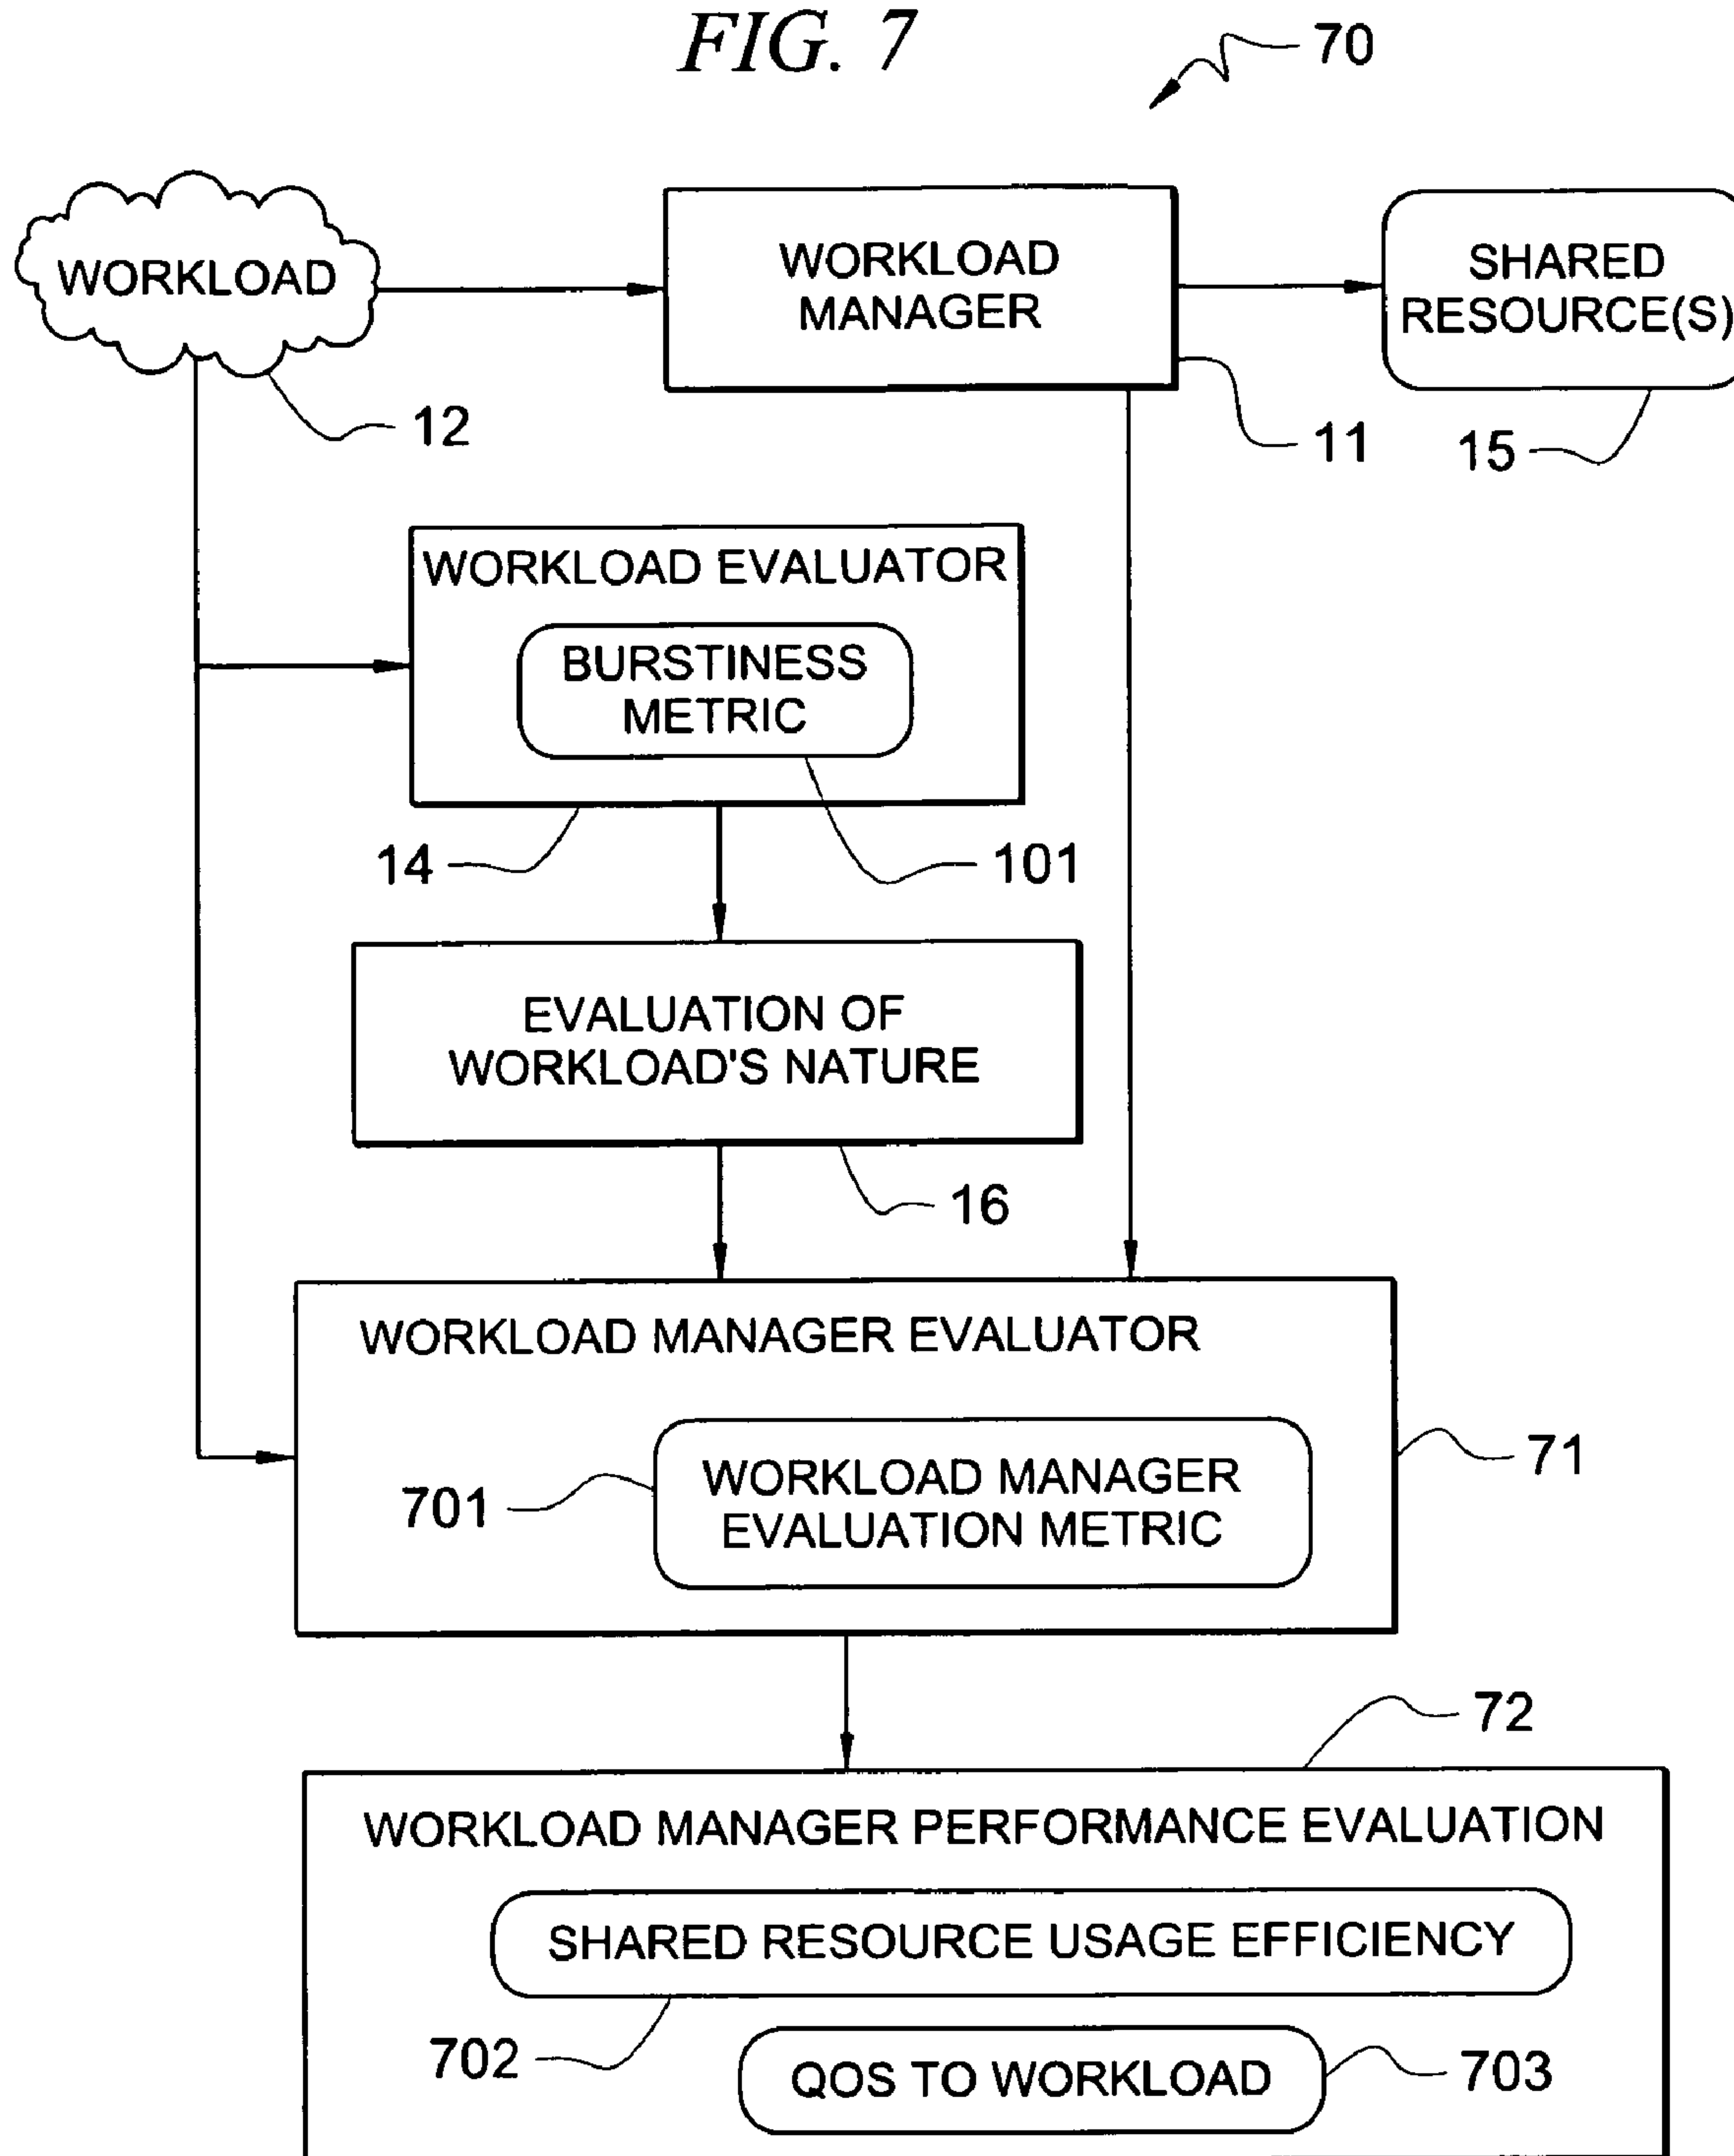 FIG. 7
70
WORKLOAD
WORKLOAD
MANAGER
SHARED
RESOURCE(S)
12
11
15
WORKLOAD EVALUATOR
BURSTINESS
METRIC
14
101
EVALUATION OF
WORKLOAD'S NATURE
16
WORKLOAD MANAGER EVALUATOR
71
701
WORKLOAD MANAGER
EVALUATION METRIC
72
WORKLOAD MANAGER PERFORMANCE EVALUATION
SHARED RESOURCE USAGE EFFICIENCY
702
QOS TO WORKLOAD
703